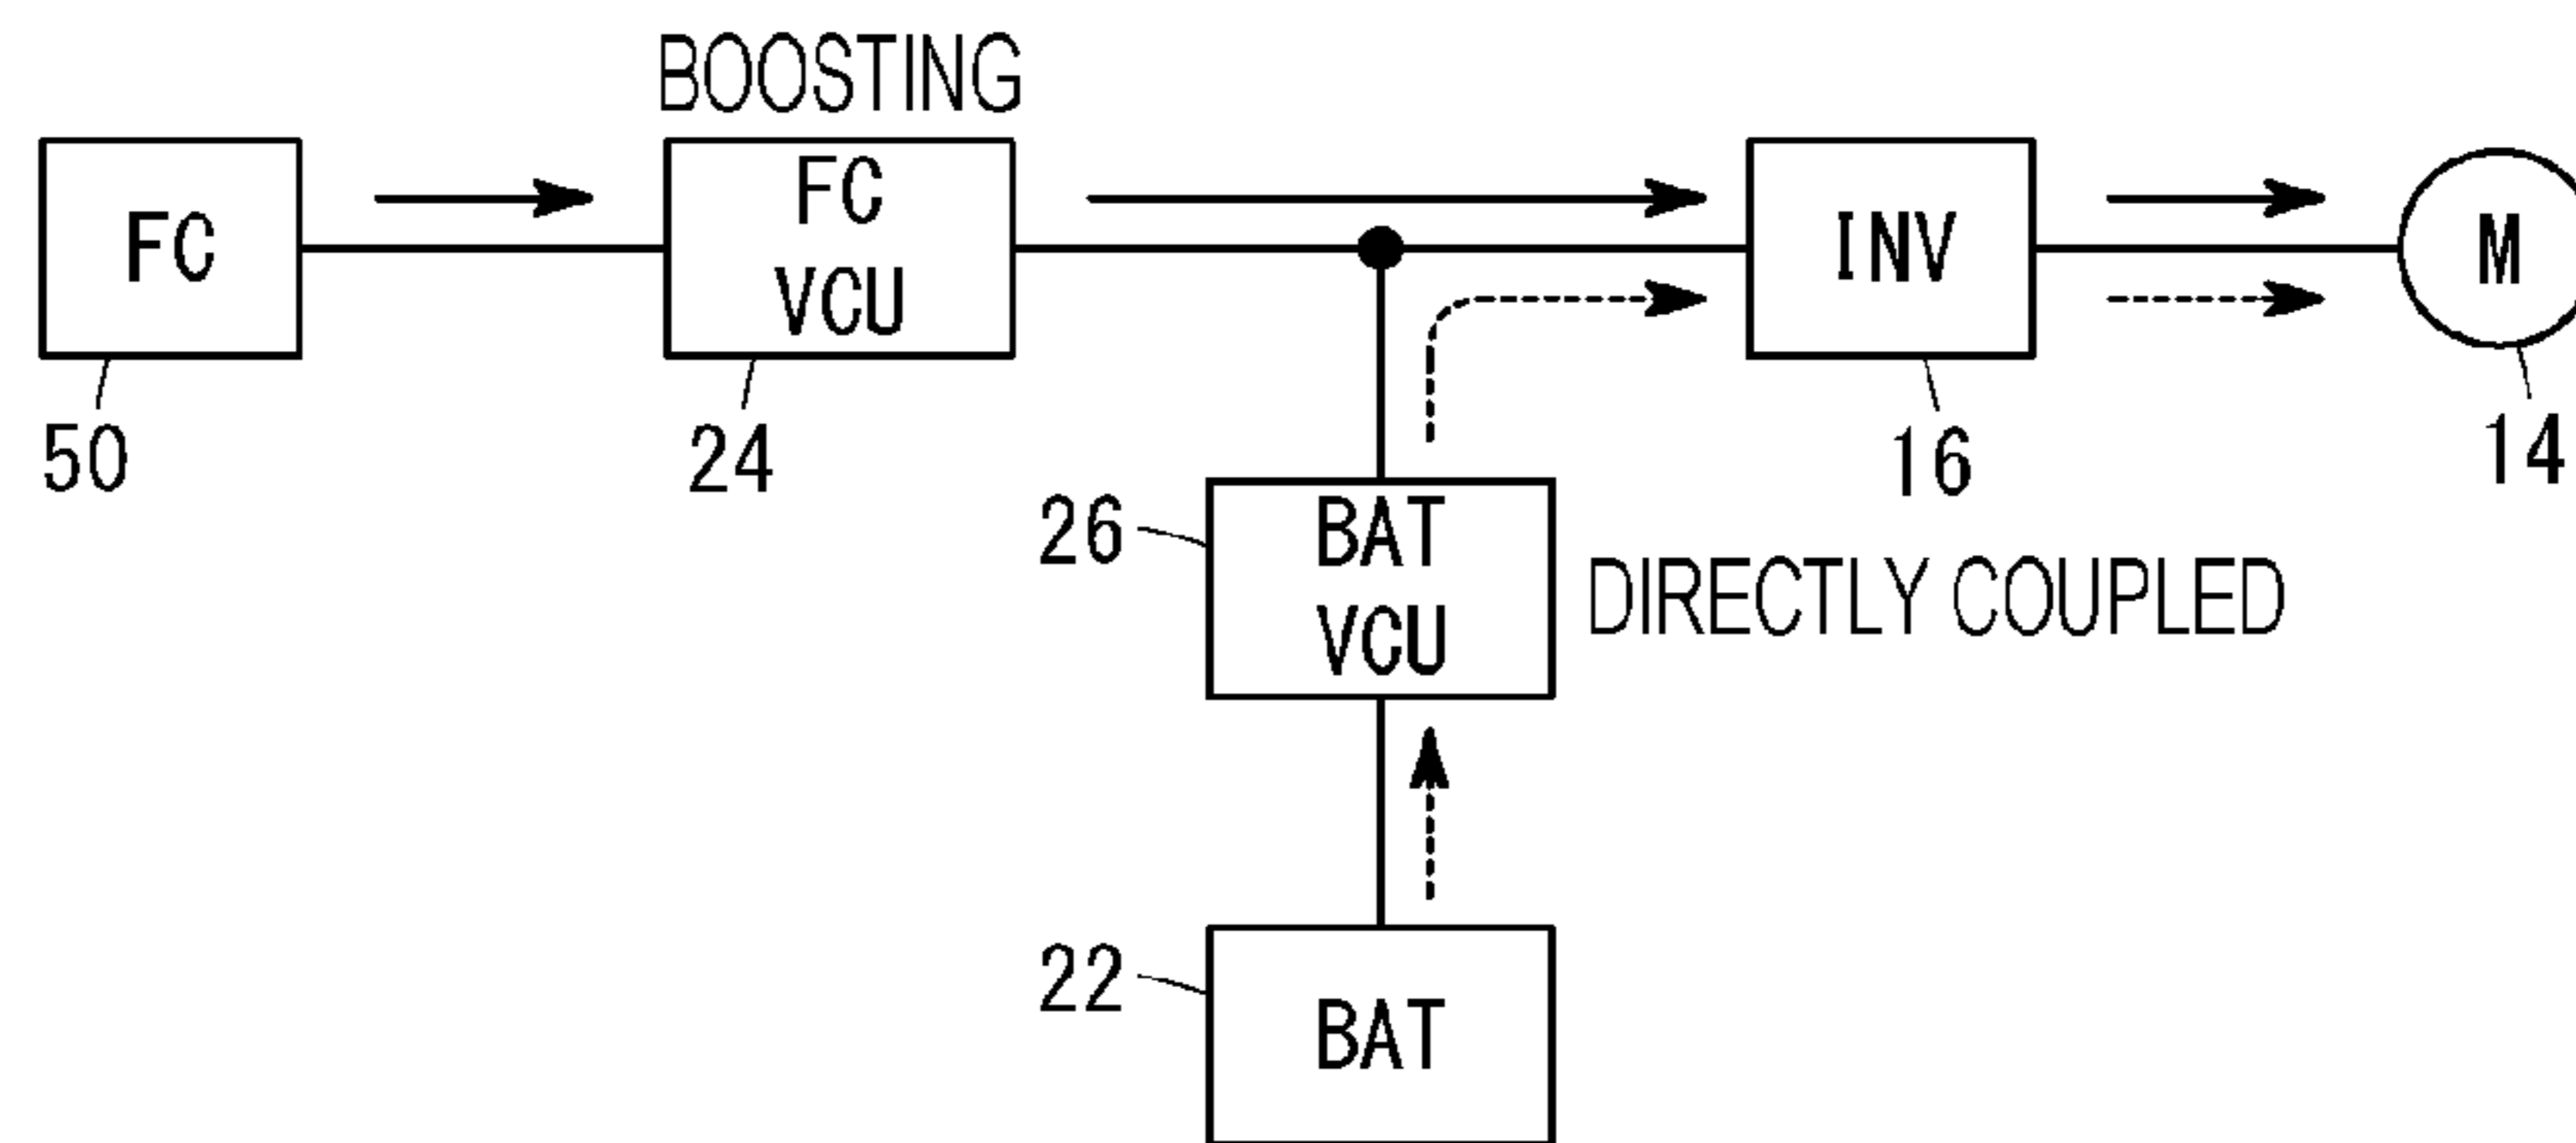 BOOSTING
FC
FC
VCU
INV
M
50
24
16
14
26
BAT
VCU
DIRECTLY COUPLED
22
BAT